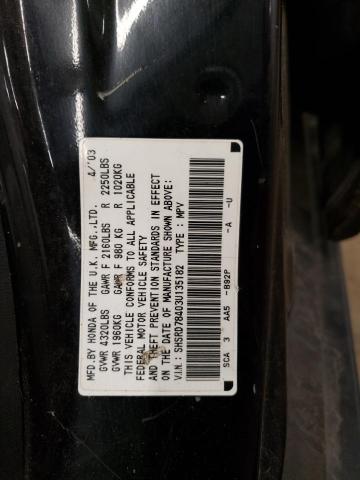 MFD.BY HONDA OF THE U.K. MFG.,LTD. 4/'03
GVWR 4320LBS GAWR F 2160LBS R 2250LBS
GVWR 1960KG GAWR F 980 KG R 1020KG
THIS VEHICLE CONFORMS TO ALL APPLICABLE
FEDERAL MOTOR VEHICLE SAFETY
AND THEFT PREVENTION STANDARDS IN EFFECT
ON THE DATE OF MANUFACTURE SHOWN ABOVE.
V.I.N.: SHSRD78403U135182 TYPE: MPV
SCA 3 AA5 -B92P -A -U